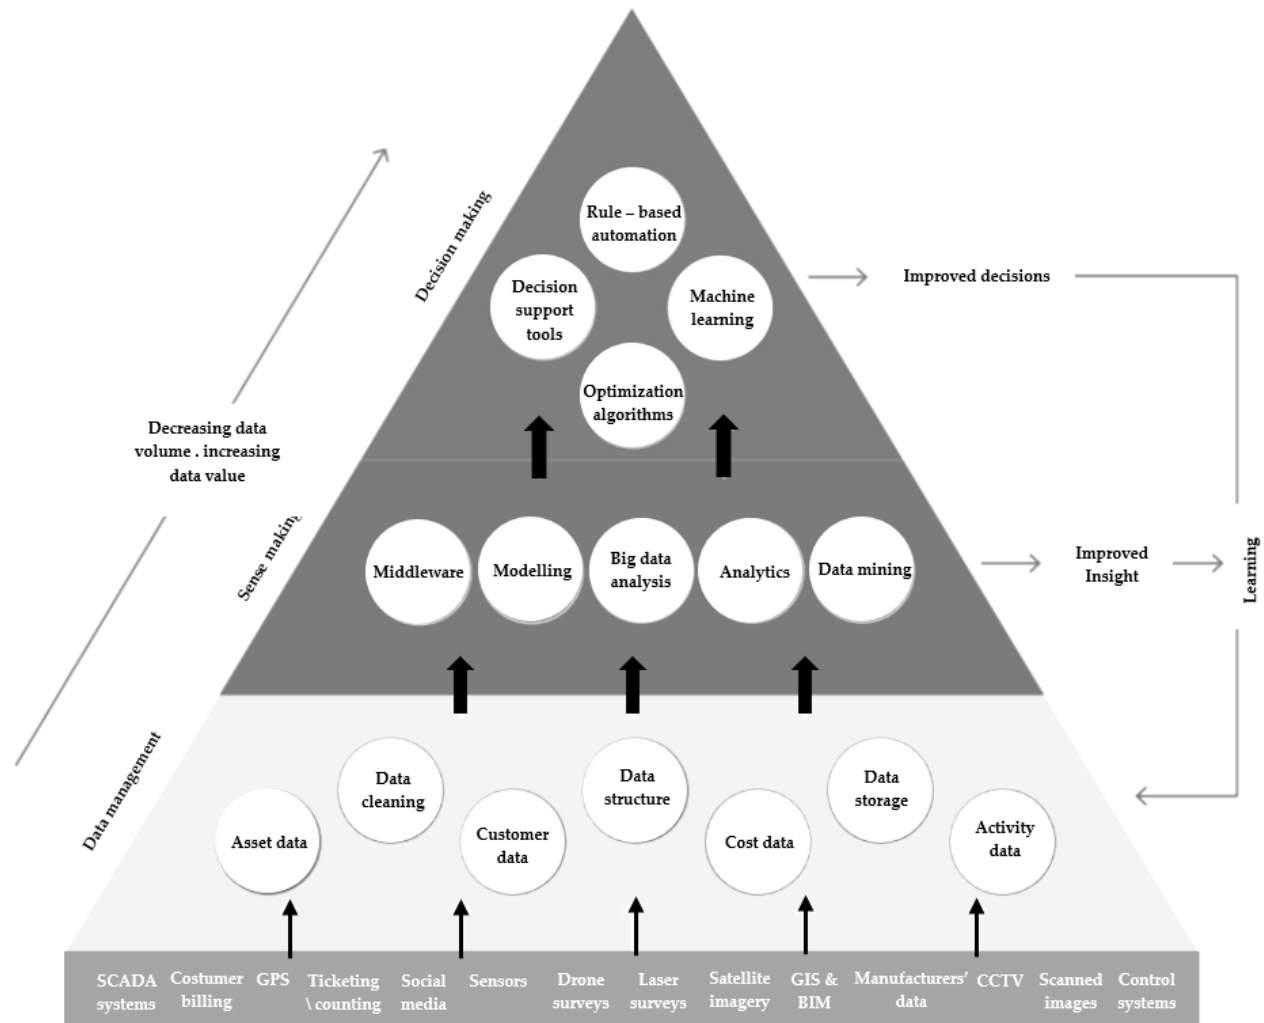 Rule – based
automation
Decision making
Decision
support
tools
Machine
learning
Improved decisions
Optimization
algorithms
Decreasing data
volume . increasing
data value
Sense making
Middleware
Modelling
Big data
analysis
Analytics
Data mining
Improved
Insight
Learning
Data management
Data
cleaning
Data
structure
Data
storage
Asset data
Customer
data
Cost data
Activity
data
SCADA
systems
Costumer
billing
GPS
Ticketing
\ counting
Social
media
Sensors
Drone
surveys
Laser
surveys
Satellite
imagery
GIS &
BIM
Manufacturers’
data
CCTV
Scanned
images
Control
systems